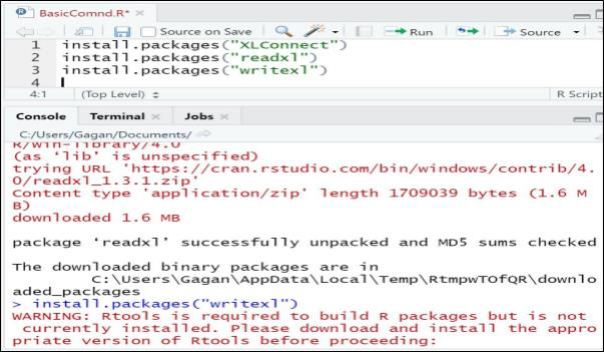 BasicComnd.R*
Source on Save
Run
Source
1 install.packages("XLConnect")
2 install.packages("readxl")
3 install.packages("writexl")
4
4:1 (Top Level) R Script
Console Terminal Jobs
C:/Users/Gagan/Documents/
R/win-library/4.0
(as 'lib' is unspecified)
trying URL 'https://cran.rstudio.com/bin/windows/contrib/4.
0/readxl_1.3.1.zip'
Content type 'application/zip' length 1709039 bytes (1.6 M
B)
downloaded 1.6 MB
package 'readxl' successfully unpacked and MD5 sums checked
The downloaded binary packages are in
C:\Users\Gagan\AppData\Local\Temp\RtmpwTOfQR\downlo
aded_packages
> install.packages("writexl")
WARNING: Rtools is required to build R packages but is not
currently installed. Please download and install the appro
priate version of Rtools before proceeding: